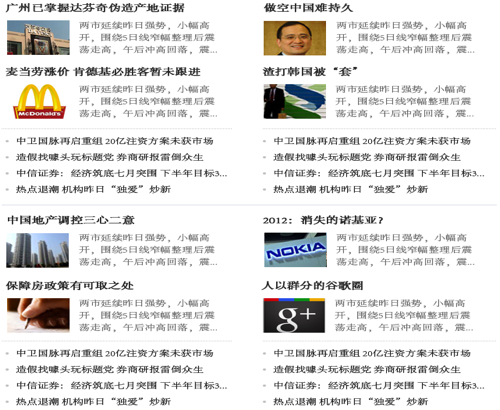 广州已掌握达芬奇伪造产地证据
两市延续昨日强势，小幅高
开，围绕5日线窄幅整理后震
荡走高，午后冲高回落，震...
麦当劳涨价 肯德基必胜客暂未跟进
McDonald's
两市延续昨日强势，小幅高
开，围绕5日线窄幅整理后震
荡走高，午后冲高回落，震...
中卫国脉再启重组 20亿注资方案未获市场
造假找噱头玩标题党 券商研报雷倒众生
中信证券：经济筑底七月突围 下半年目标3...
热点退潮 机构昨日“独爱”炒新
做空中国难持久
两市延续昨日强势，小幅高
开，围绕5日线窄幅整理后震
荡走高，午后冲高回落，震...
渣打韩国被“套”
两市延续昨日强势，小幅高
开，围绕5日线窄幅整理后震
荡走高，午后冲高回落，震...
中卫国脉再启重组 20亿注资方案未获市场
造假找噱头玩标题党 券商研报雷倒众生
中信证券：经济筑底七月突围 下半年目标3...
热点退潮 机构昨日“独爱”炒新
中国地产调控三心二意
两市延续昨日强势，小幅高
开，围绕5日线窄幅整理后震
荡走高，午后冲高回落，震...
保障房政策有可取之处
两市延续昨日强势，小幅高
开，围绕5日线窄幅整理后震
荡走高，午后冲高回落，震...
中卫国脉再启重组 20亿注资方案未获市场
造假找噱头玩标题党 券商研报雷倒众生
中信证券：经济筑底七月突围 下半年目标3...
热点退潮 机构昨日“独爱”炒新
2012：消失的诺基亚？
NOKIA
两市延续昨日强势，小幅高
开，围绕5日线窄幅整理后震
荡走高，午后冲高回落，震...
人以群分的谷歌圈
g+
两市延续昨日强势，小幅高
开，围绕5日线窄幅整理后震
荡走高，午后冲高回落，震...
中卫国脉再启重组 20亿注资方案未获市场
造假找噱头玩标题党 券商研报雷倒众生
中信证券：经济筑底七月突围 下半年目标3...
热点退潮 机构昨日“独爱”炒新